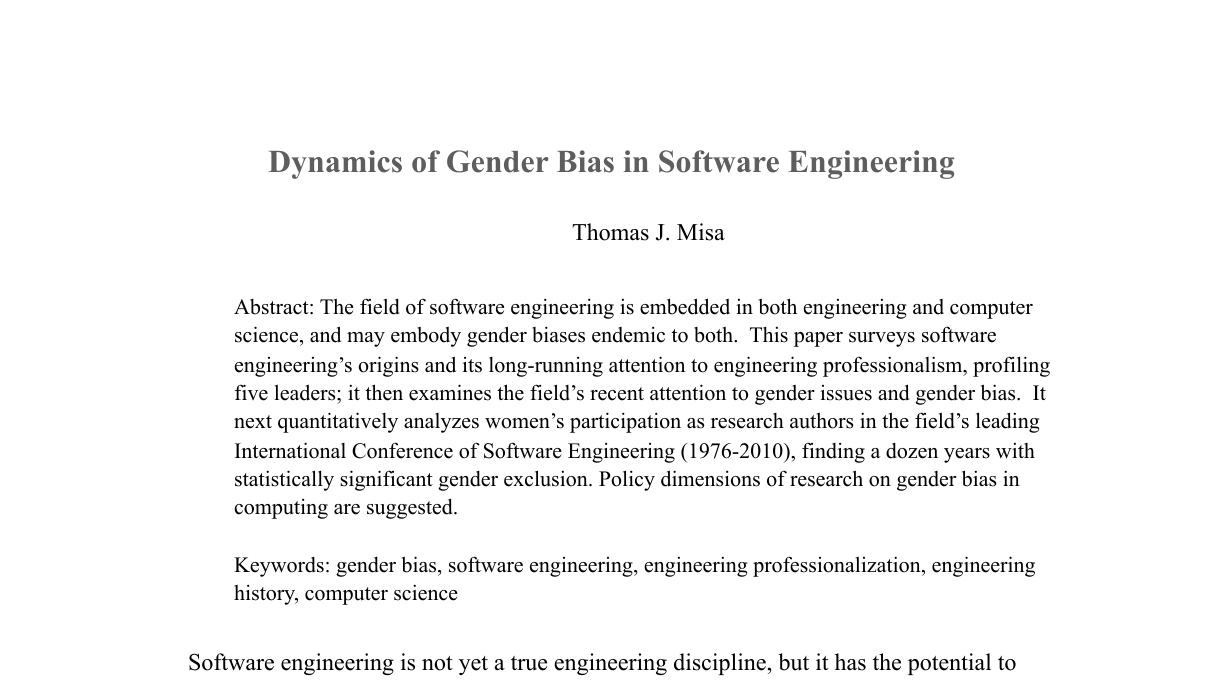 Dynamics of Gender Bias in Software Engineering
Thomas J. Misa
Abstract: The field of software engineering is embedded in both engineering and computer
science, and may embody gender biases endemic to both.  This paper surveys software
engineering’s origins and its long-running attention to engineering professionalism, profiling
five leaders; it then examines the field’s recent attention to gender issues and gender bias.  It
next quantitatively analyzes women’s participation as research authors in the field’s leading
International Conference of Software Engineering (1976-2010), finding a dozen years with
statistically significant gender exclusion. Policy dimensions of research on gender bias in
computing are suggested.
Keywords: gender bias, software engineering, engineering professionalization, engineering
history, computer science
Software engineering is not yet a true engineering discipline, but it has the potential to